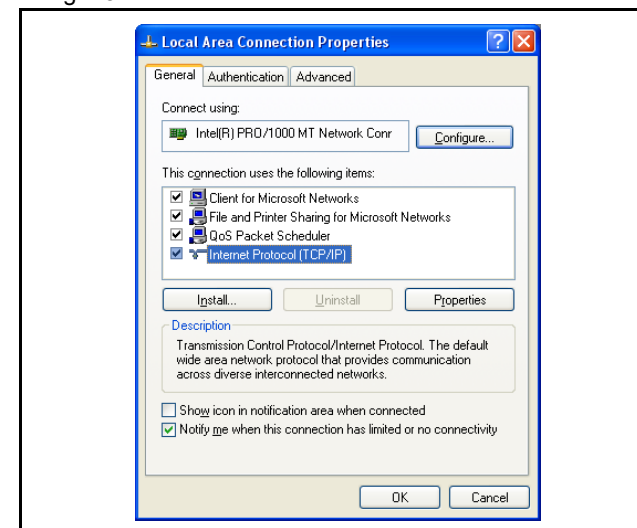 Local Area Connection Properties
General Authentication Advanced
Connect using:
Intel(R) PRO/1000 MT Network Conr Configure...
This connection uses the following items:
Client for Microsoft Networks
File and Printer Sharing for Microsoft Networks
QoS Packet Scheduler
Internet Protocol (TCP/IP)
Install... Uninstall Properties
Description
Transmission Control Protocol/Internet Protocol. The default
wide area network protocol that provides communication
across diverse interconnected networks.
Show icon in notification area when connected
Notify me when this connection has limited or no connectivity
OK Cancel